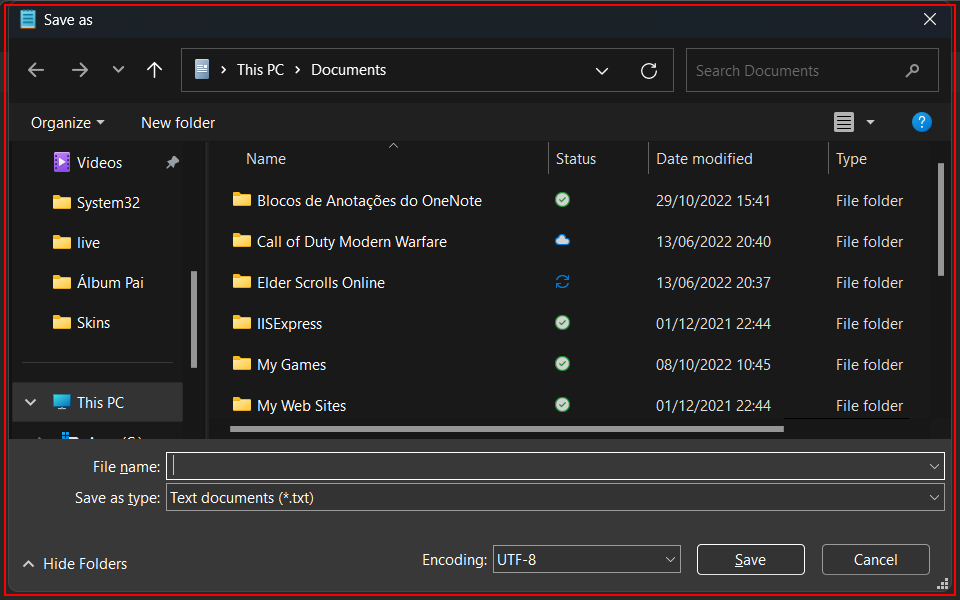 Save as
This PC > Documents
Search Documents
Organize New folder ?
Name Status Date modified Type
Videos
System32
live
Álbum Pai
Skins
This PC
Blocos de Anotações do OneNote 29/10/2022 15:41 File folder
Call of Duty Modern Warfare 13/06/2022 20:40 File folder
Elder Scrolls Online 13/06/2022 20:37 File folder
IISExpress 01/12/2021 22:44 File folder
My Games 08/10/2022 10:45 File folder
My Web Sites 01/12/2021 22:44 File folder
File name:
Save as type: Text documents (*.txt)
Hide Folders Encoding: UTF-8 Save Cancel